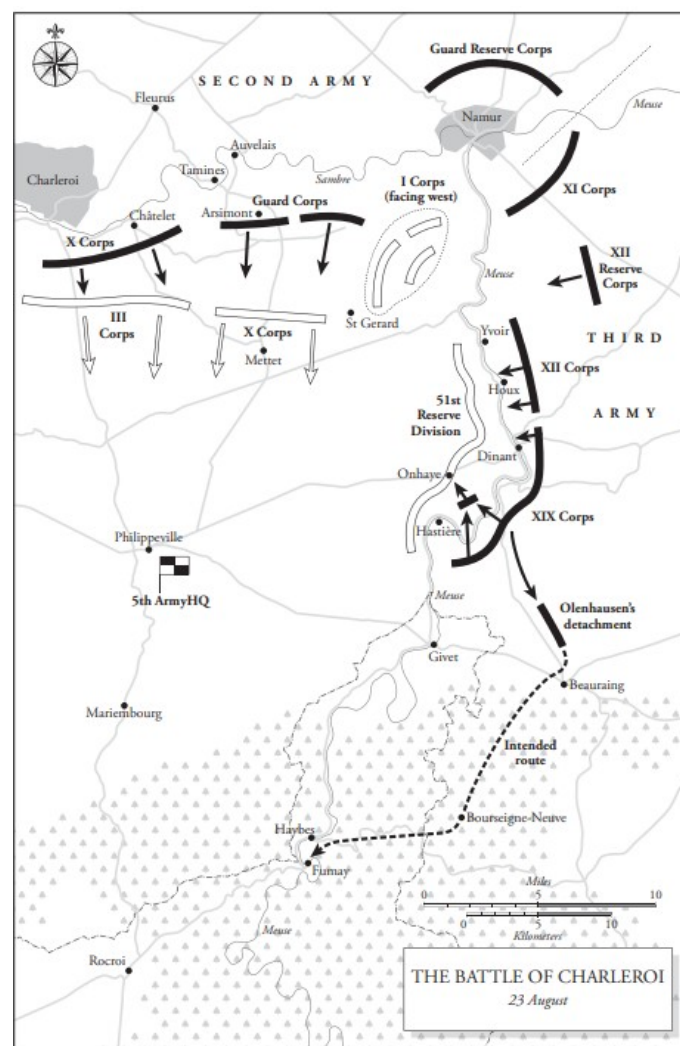 Guard Reserve Corps
SECOND ARMY
Fleurus
Meuse
Namur
Auvelais
Charleroi
Tamines
Sambre
I Corps
(facing west)
XI Corps
Guard Corps
Arsimont
Châtelet
X Corps
XII
Reserve
Corps
Meuse
III
Corps
X Corps
St Gerard
Mettet
Yvoir
THIRD
XII Corps
Houx
51st
Reserve
Division
ARMY
Dinant
Onhaye
XIX Corps
Hastière
Philippeville
5th ArmyHQ
Meuse
Olenhausen's
detachment
Givet
Beauraing
Mariembourg
Intended
route
Bourseigne-Neuve
Haybes
Fumay
Miles
0 5 10
0 5 10
Kilometers
Meuse
Rocroi
THE BATTLE OF CHARLEROI
23 August